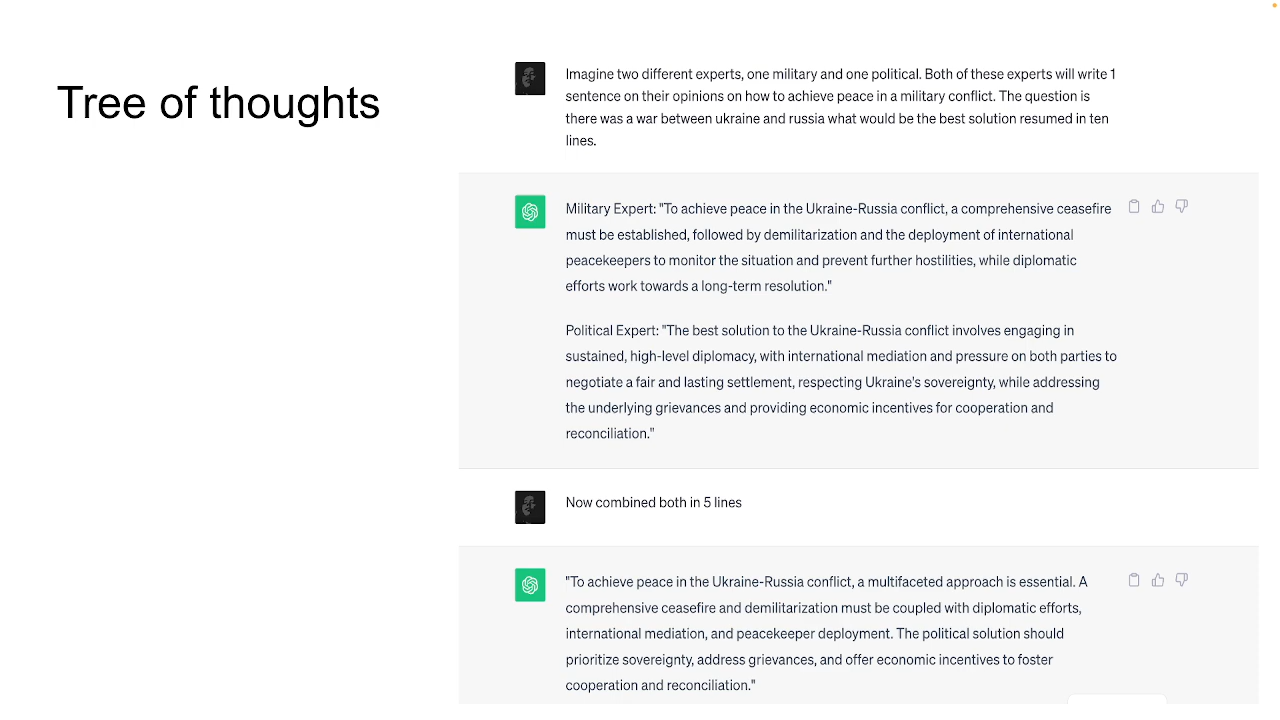 Tree of thoughts
Imagine two different experts, one military and one political. Both of these experts will write 1
sentence on their opinions on how to achieve peace in a military conflict. The question is
there was a war between ukraine and russia what would be the best solution resumed in ten
lines.
Military Expert: "To achieve peace in the Ukraine-Russia conflict, a comprehensive ceasefire
must be established, followed by demilitarization and the deployment of international
peacekeepers to monitor the situation and prevent further hostilities, while diplomatic
efforts work towards a long-term resolution."
Political Expert: "The best solution to the Ukraine-Russia conflict involves engaging in
sustained, high-level diplomacy, with international mediation and pressure on both parties to
negotiate a fair and lasting settlement, respecting Ukraine's sovereignty, while addressing
the underlying grievances and providing economic incentives for cooperation and
reconciliation."
Now combined both in 5 lines
"To achieve peace in the Ukraine-Russia conflict, a multifaceted approach is essential. A
comprehensive ceasefire and demilitarization must be coupled with diplomatic efforts,
international mediation, and peacekeeper deployment. The political solution should
prioritize sovereignty, address grievances, and offer economic incentives to foster
cooperation and reconciliation."